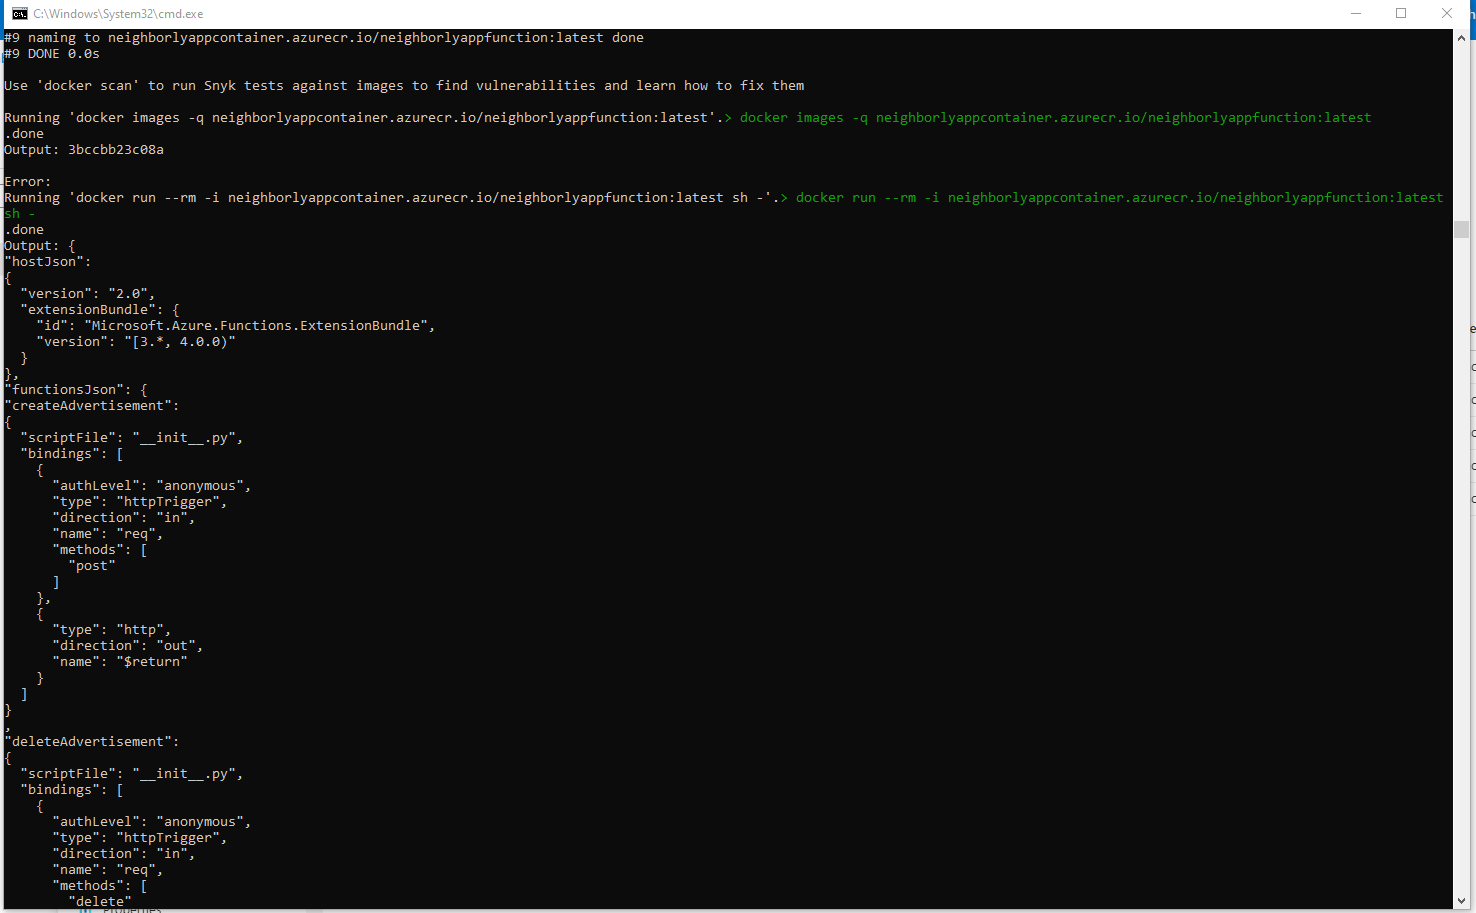 C:\Windows\System32\cmd.exe
#9 naming to neighborlyappcontainer.azurecr.io/neighborlyappfunction:latest done
#9 DONE 0.0s
Use 'docker scan' to run Snyk tests against images to find vulnerabilities and learn how to fix them
Running 'docker images -q neighborlyappcontainer.azurecr.io/neighborlyappfunction:latest'.> docker images -q neighborlyappcontainer.azurecr.io/neighborlyappfunction:latest
.done
Output: 3bccbb23c08a
Error:
Running 'docker run --rm -i neighborlyappcontainer.azurecr.io/neighborlyappfunction:latest sh -'.> docker run --rm -i neighborlyappcontainer.azurecr.io/neighborlyappfunction:latest
sh -
.done
Output: {
"hostJson":
{
  "version": "2.0",
  "extensionBundle": {
    "id": "Microsoft.Azure.Functions.ExtensionBundle",
    "version": "[3.*, 4.0.0)"
  }
},
"functionsJson": {
"createAdvertisement":
{
  "scriptFile": "__init__.py",
  "bindings": [
    {
      "authLevel": "anonymous",
      "type": "httpTrigger",
      "direction": "in",
      "name": "req",
      "methods": [
        "post"
      ]
    },
    {
      "type": "http",
      "direction": "out",
      "name": "$return"
    }
  ]
}
,
"deleteAdvertisement":
{
  "scriptFile": "__init__.py",
  "bindings": [
    {
      "authLevel": "anonymous",
      "type": "httpTrigger",
      "direction": "in",
      "name": "req",
      "methods": [
        "delete"